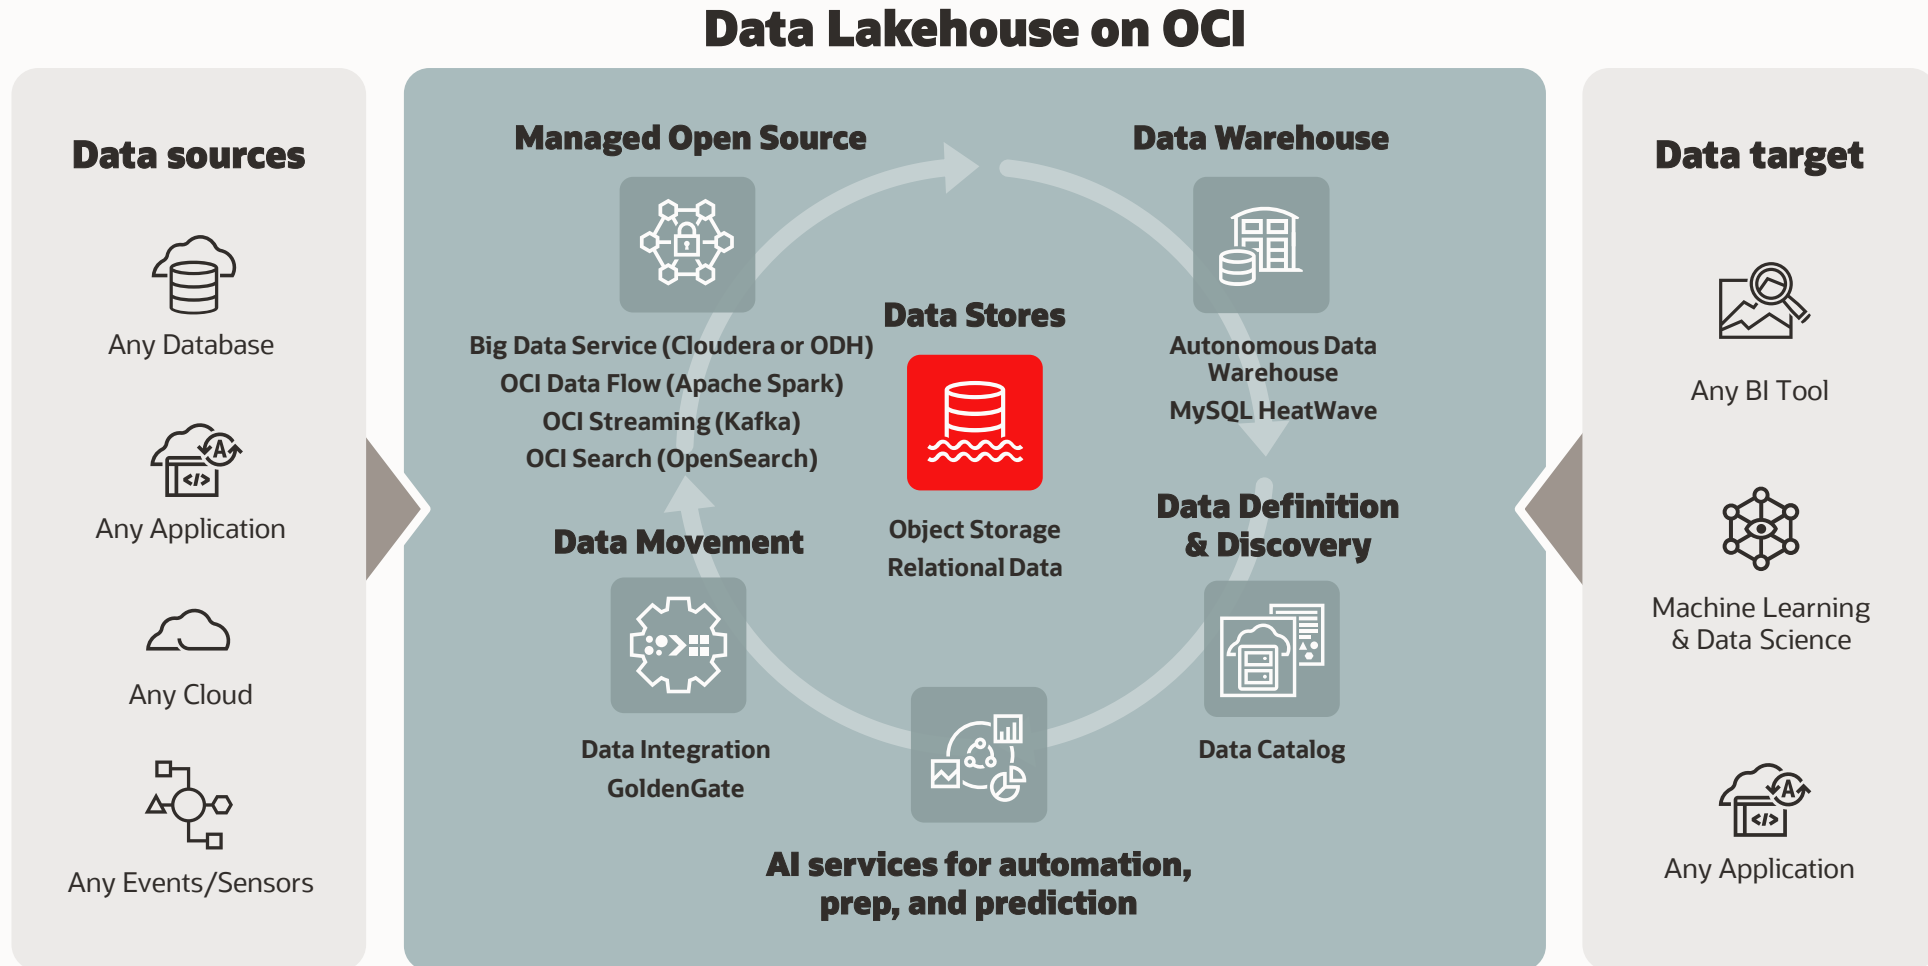 Data Lakehouse on OCI
Data sources
Any Database
Any Application
Any Cloud
Any Events/Sensors
Managed Open Source
Big Data Service (Cloudera or ODH)
OCI Data Flow (Apache Spark)
OCI Streaming (Kafka)
OCI Search (OpenSearch)
Data Warehouse
Autonomous Data
Warehouse
MySQL HeatWave
Data Stores
Object Storage
Relational Data
Data Movement
Data Integration
GoldenGate
Data Definition
& Discovery
Data Catalog
AI services for automation,
prep, and prediction
Data target
Any BI Tool
Machine Learning
& Data Science
Any Application